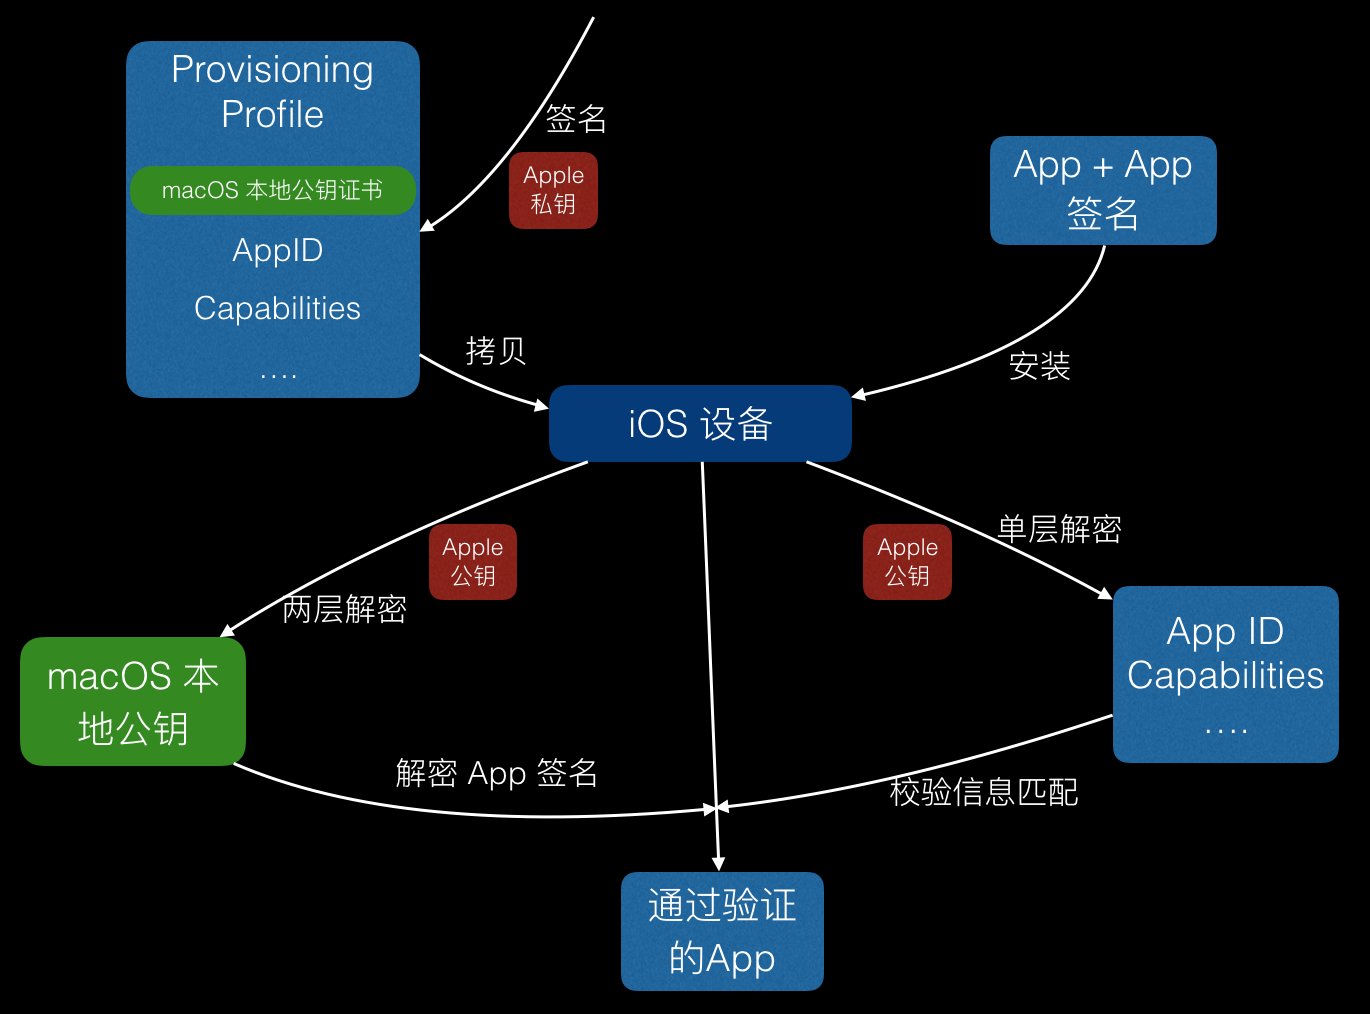 Provisioning
Profile
macOS 本地公钥证书
AppID
Capabilities
....
签名
Apple
私钥
App + App
签名
拷贝
安装
iOS 设备
Apple
公钥
两层解密
Apple
公钥
单层解密
macOS 本
地公钥
App ID
Capabilities
....
解密 App 签名
校验信息匹配
通过验证
的App